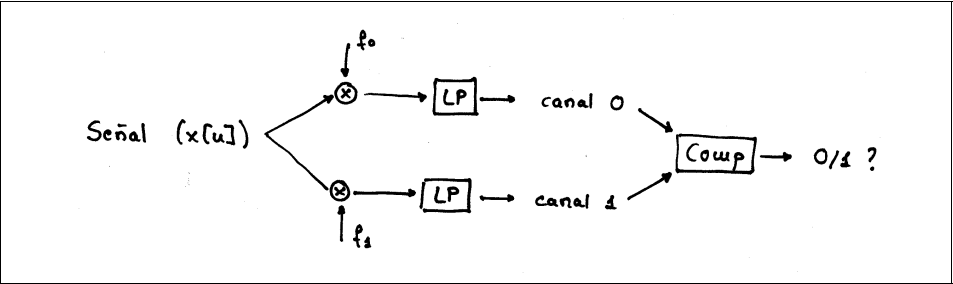 f₀
LP
canal 0
Señal (x[n])
Comp
0/1 ?
LP
canal 1
f₁